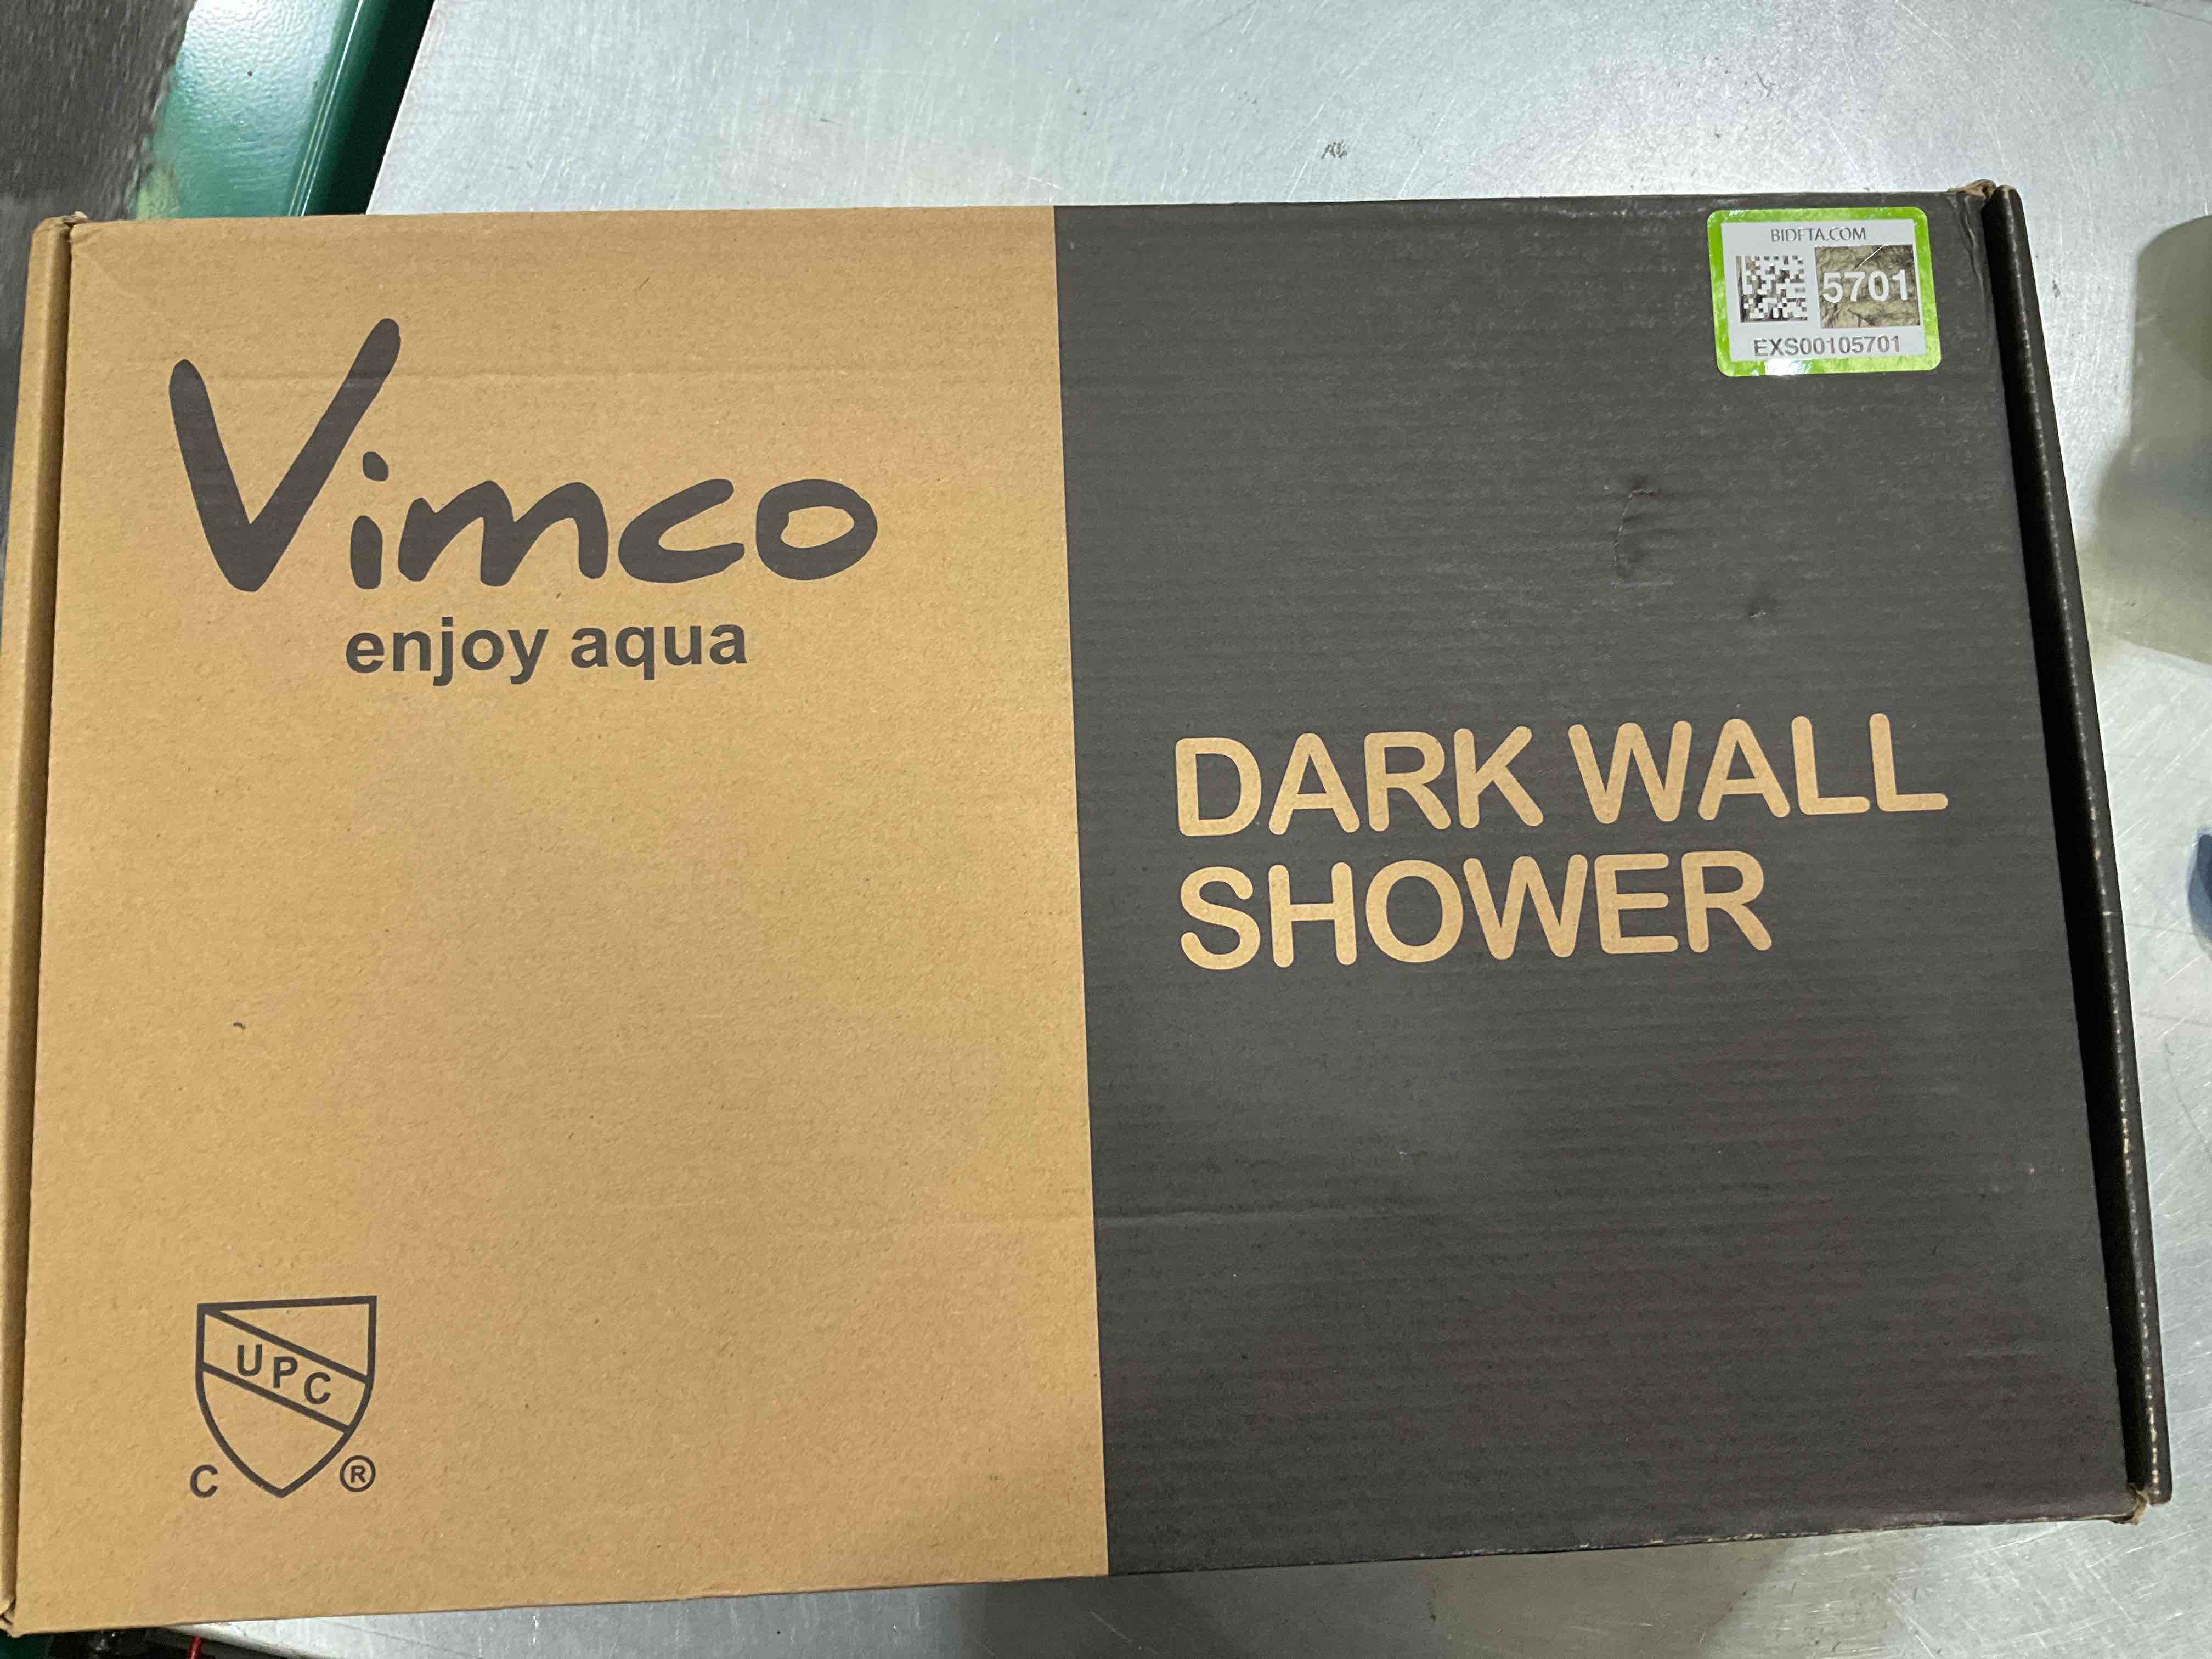 Vimco
enjoy aqua
BIDFTA.COM
5701
EXS00105701
DARK WALL
SHOWER
UPC
C ®